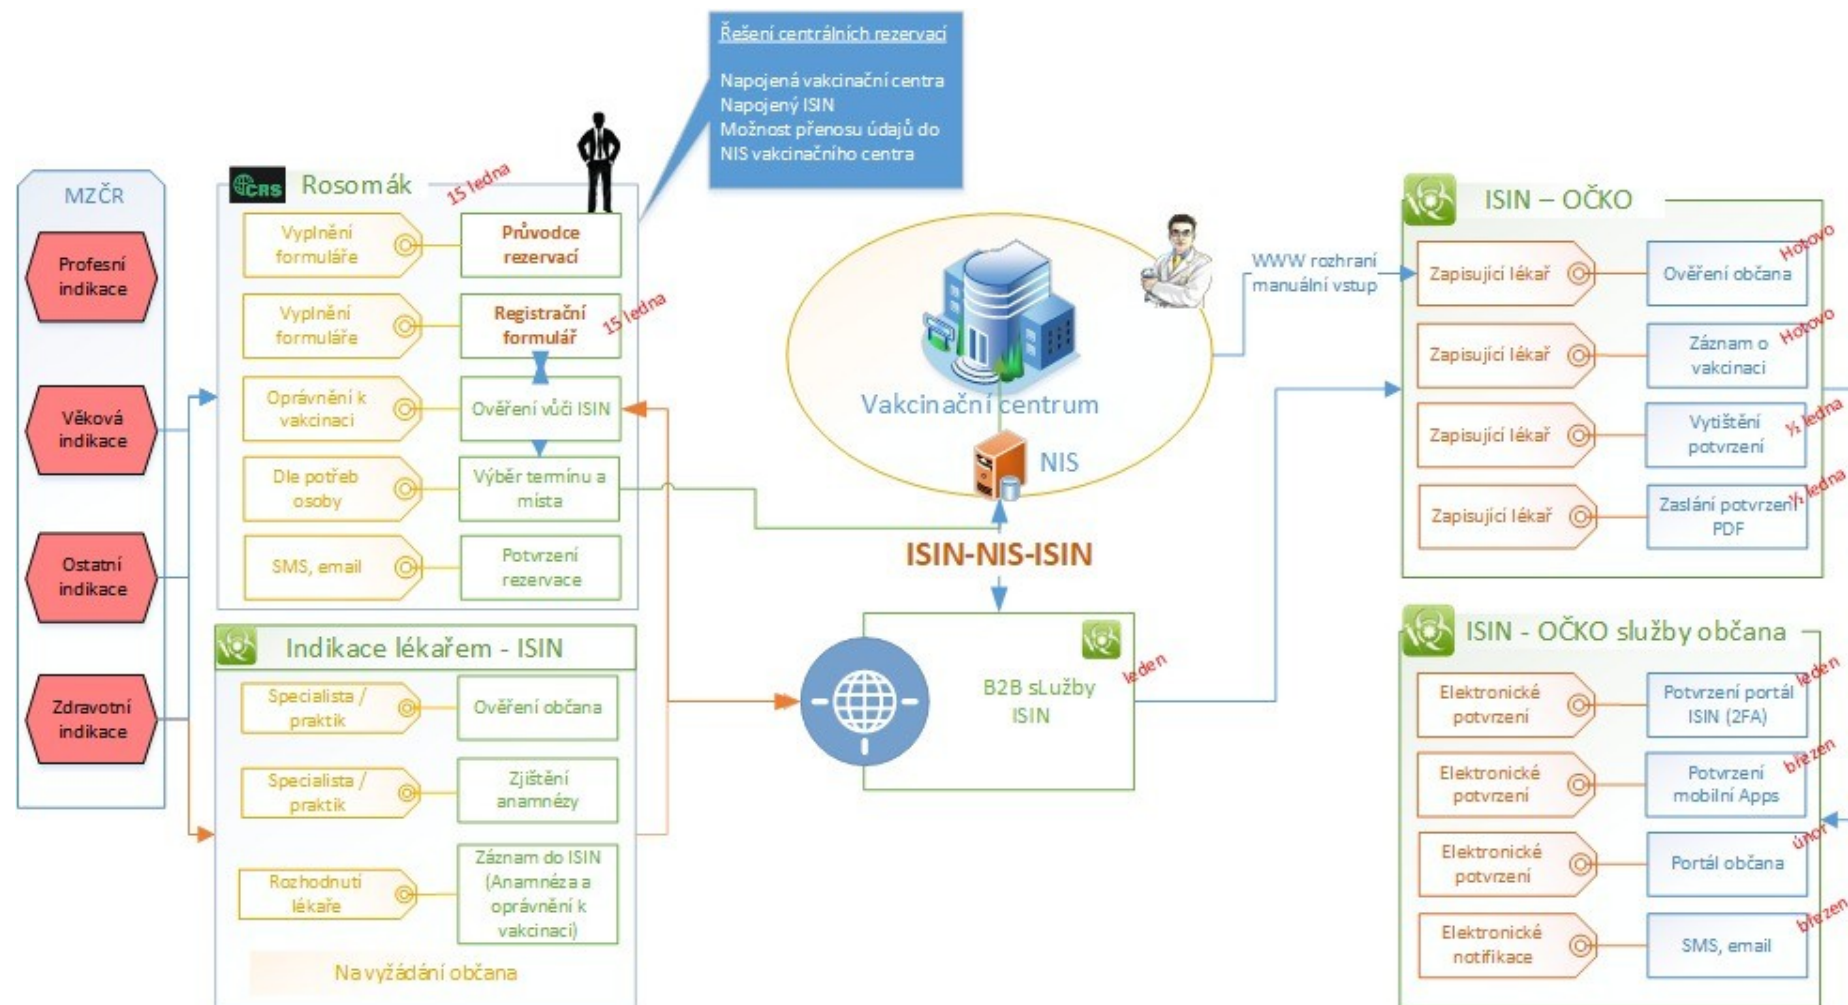 Řešení centrálních rezervací
Napojená vakcinační centra
Napojený ISIN
Možnost přenosu údajů do
NIS vakcinačního centra
MZČR
Profesní
indikace
Věková
indikace
Ostatní
indikace
Zdravotní
indikace
CRS
Rosomák
15 ledna
Vyplnění
formuláře
Průvodce
rezervací
Vyplnění
formuláře
Registrační
formulář
15 ledna
Oprávnění k
vakcinaci
Ověření vůči ISIN
Dle potřeb
osoby
Výběr termínu a
místa
SMS, email
Potvrzení
rezervace
Indikace lékařem - ISIN
Specialista /
praktik
Ověření občana
Specialista /
praktik
Zjištění
anamnézy
Rozhodnutí
lékaře
Záznam do ISIN
(Anamnéza a
oprávnění k
vakcinaci)
Na vyžádání občana
Vakcinační centrum
NIS
ISIN-NIS-ISIN
B2B sLužby
ISIN
leden
WWW rozhraní
manuální vstup
ISIN – OČKO
Zapisující lékař
Ověření občana
Hotovo
Zapisující lékař
Záznam o
vakcinaci
Hotovo
Zapisující lékař
Vytištění
potvrzení
½ ledna
Zapisující lékař
Zaslání potvrzení
PDF
½ ledna
ISIN - OČKO služby občana
Elektronické
potvrzení
Potvrzení portál
ISIN (2FA)
leden
Elektronické
potvrzení
Potvrzení
mobilní Apps
březen
Elektronické
potvrzení
Portál občana
únor
Elektronické
notifikace
SMS, email
březen